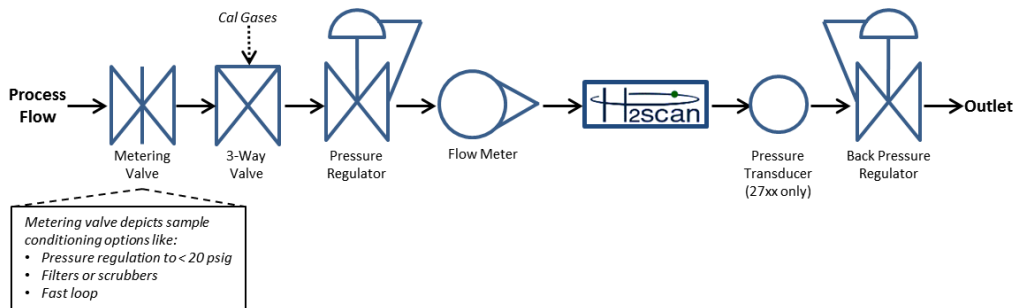 Cal Gases
Process
Flow
H2scan
Outlet
Metering
Valve
3-Way
Valve
Pressure
Regulator
Flow Meter
Pressure
Transducer
(27xx only)
Back Pressure
Regulator
Metering valve depicts sample
conditioning options like:
• Pressure regulation to < 20 psig
• Filters or scrubbers
• Fast loop